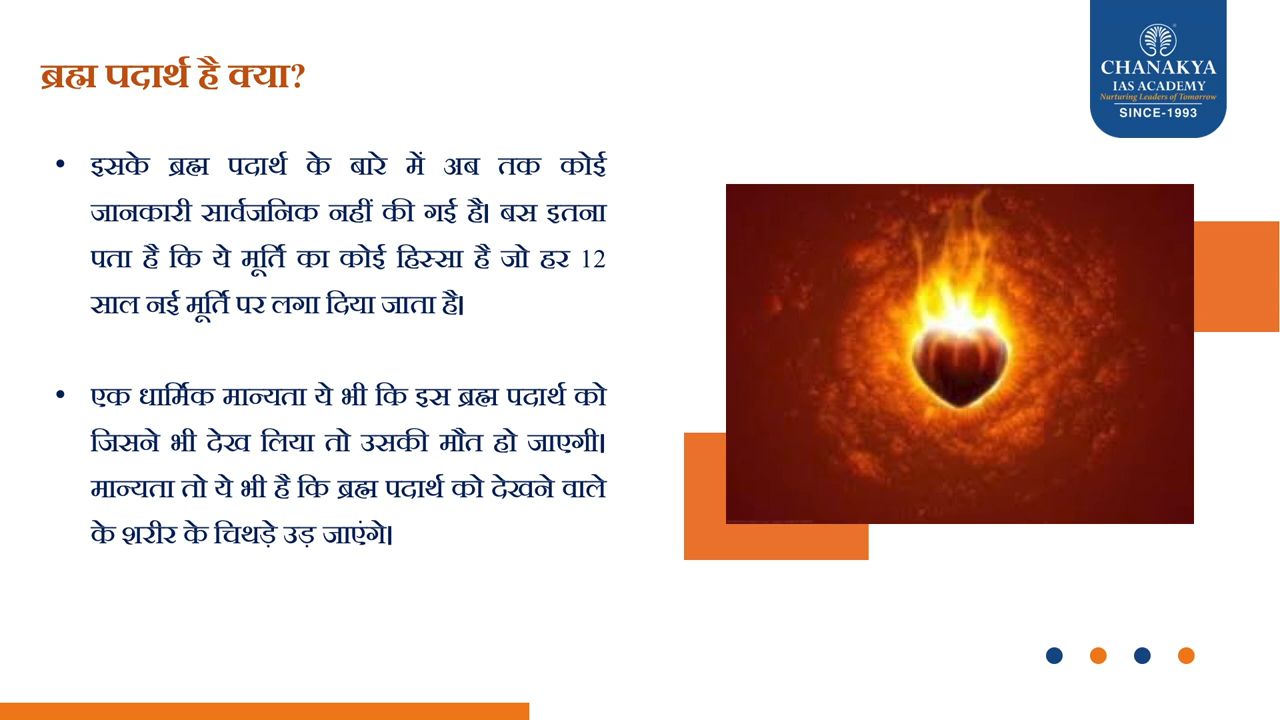 ब्रह्म पदार्थ है क्या?
CHANAKYA
IAS ACADEMY
Nurturing Leaders of Tomorrow
SINCE-1993
• इसके ब्रह्म पदार्थ के बारे में अब तक कोई
जानकारी सार्वजनिक नहीं की गई है। बस इतना
पता है कि ये मूर्ति का कोई हिस्सा है जो हर 12
साल नई मूर्ति पर लगा दिया जाता है।
• एक धार्मिक मान्यता ये भी कि इस ब्रह्म पदार्थ को
जिसने भी देख लिया तो उसकी मौत हो जाएगी।
मान्यता तो ये भी है कि ब्रह्म पदार्थ को देखने वाले
के शरीर के चिथड़े उड़ जाएंगे।